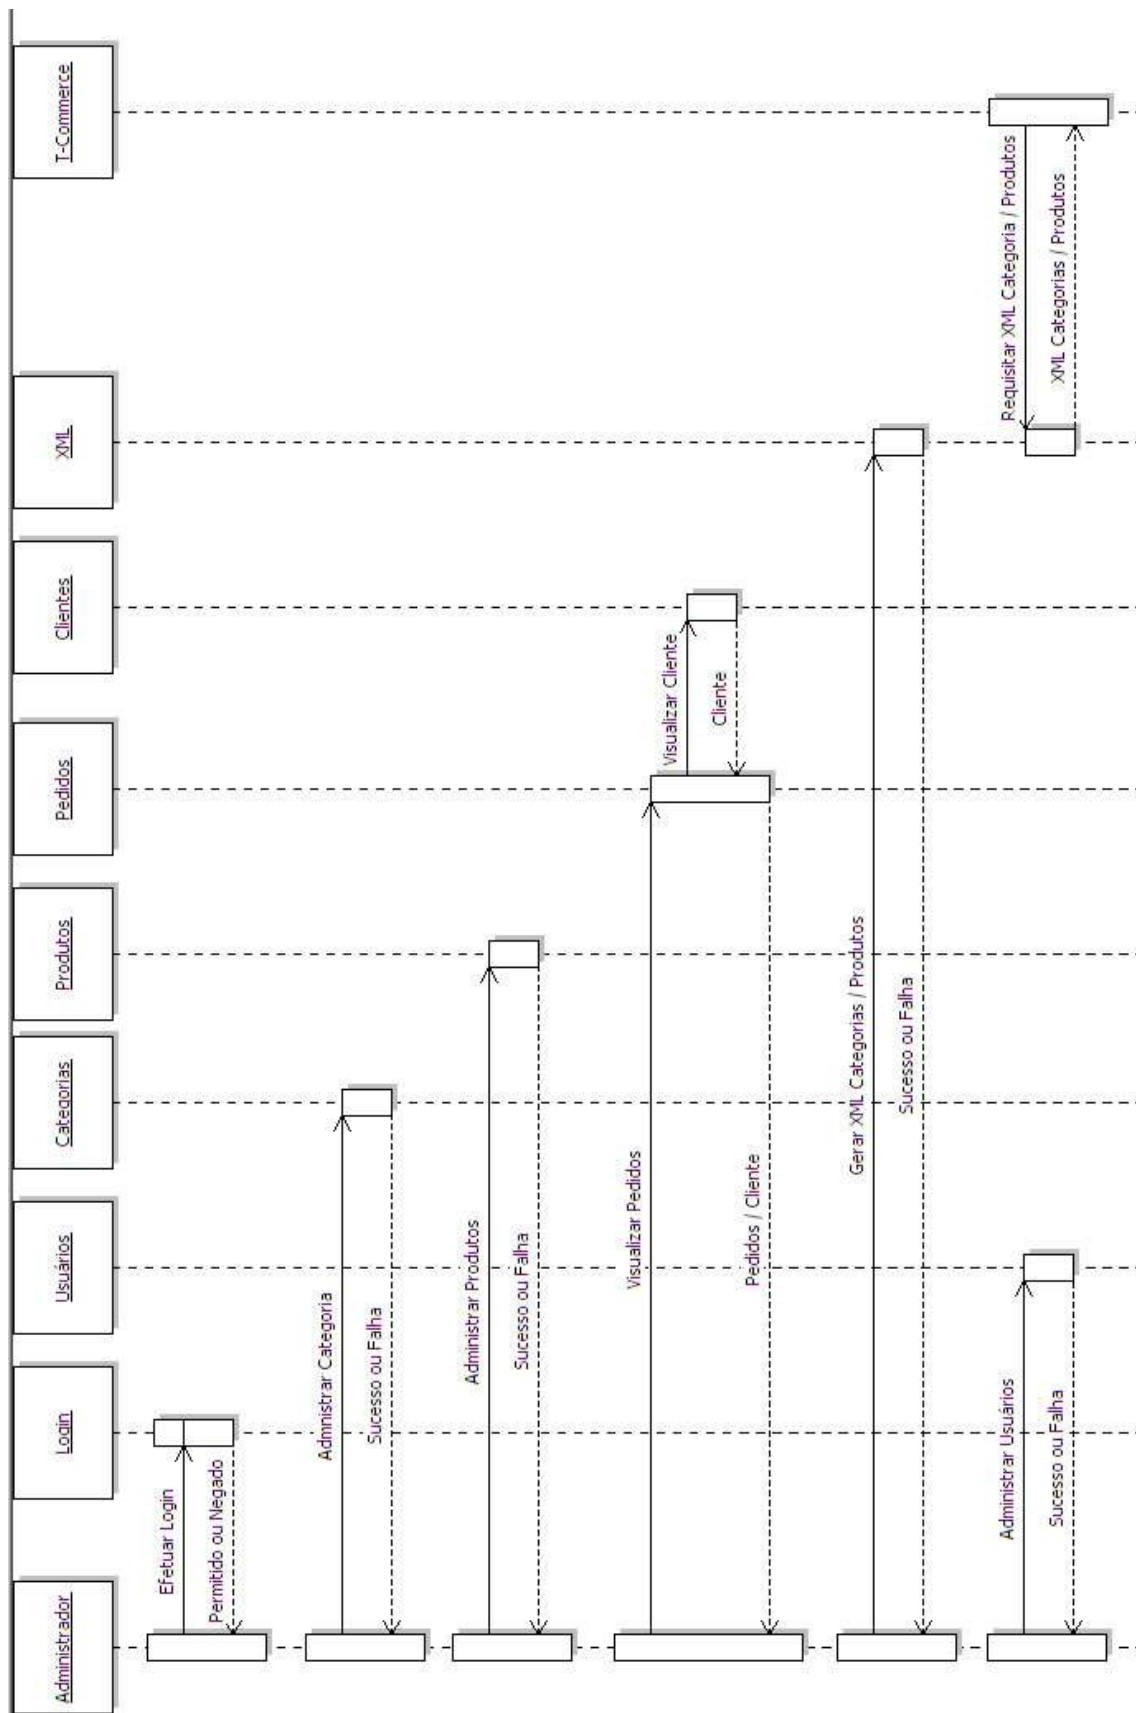 Administrador
Login
Usuários
Categorias
Produtos
Pedidos
Clientes
XML
T-Commerce
Efetuar Login
Permitido ou Negado
Administrar Categoria
Sucesso ou Falha
Administrar Produtos
Sucesso ou Falha
Visualizar Pedidos
Visualizar Cliente
Cliente
Pedidos / Cliente
Gerar XML Categorias / Produtos
Sucesso ou Falha
Requisitar XML Categoria / Produtos
Administrar Usuários
XML Categorias / Produtos
Sucesso ou Falha